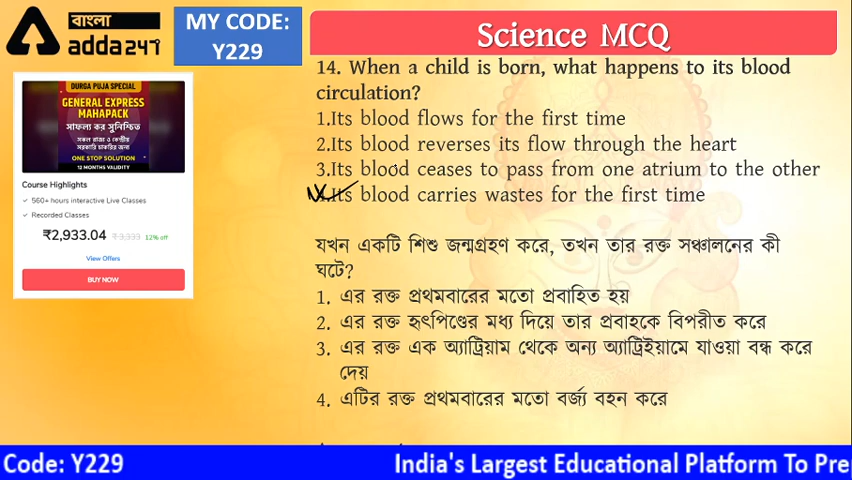 বাংলা
adda247
MY CODE:
Y229
Science MCQ
DURGA PUJA SPECIAL
GENERAL EXPRESS
MAHAPACK
সাফল্য কর সুনিশ্চিত
সকল রাজ্য ও কেন্দ্রীয়
সরকারি চাকরির জন্য
ONE STOP SOLUTION
12 MONTHS VALIDITY
Course Highlights
560+ hours interactive Live Classes
Recorded Classes
₹2,933.04 ₹3,333 12% off
View Offers
BUY NOW
14. When a child is born, what happens to its blood
circulation?
1.Its blood flows for the first time
2.Its blood reverses its flow through the heart
3.Its blood ceases to pass from one atrium to the other
Its blood carries wastes for the first time
যখন একটি শিশু জন্মগ্রহণ করে, তখন তার রক্ত সঞ্চালনের কী
ঘটে?
1. এর রক্ত প্রথমবারের মতো প্রবাহিত হয়
2. এর রক্ত হৃৎপিণ্ডের মধ্য দিয়ে তার প্রবাহকে বিপরীত করে
3. এর রক্ত এক অ্যাট্রিয়াম থেকে অন্য অ্যাট্রিইয়ামে যাওয়া বন্ধ করে
দেয়
4. এটির রক্ত প্রথমবারের মতো বর্জ্য বহন করে
Code: Y229
India's Largest Educational Platform To Pre